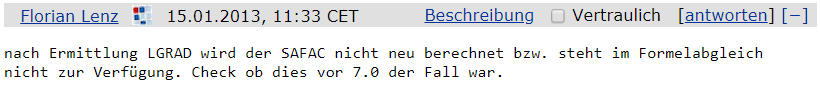 Florian Lenz 15.01.2013, 11:33 CET Beschreibung Vertraulich [antworten] [−]
nach Ermittlung LGRAD wird der SAFAC nicht neu berechnet bzw. steht im Formelabgleich
nicht zur Verfügung. Check ob dies vor 7.0 der Fall war.